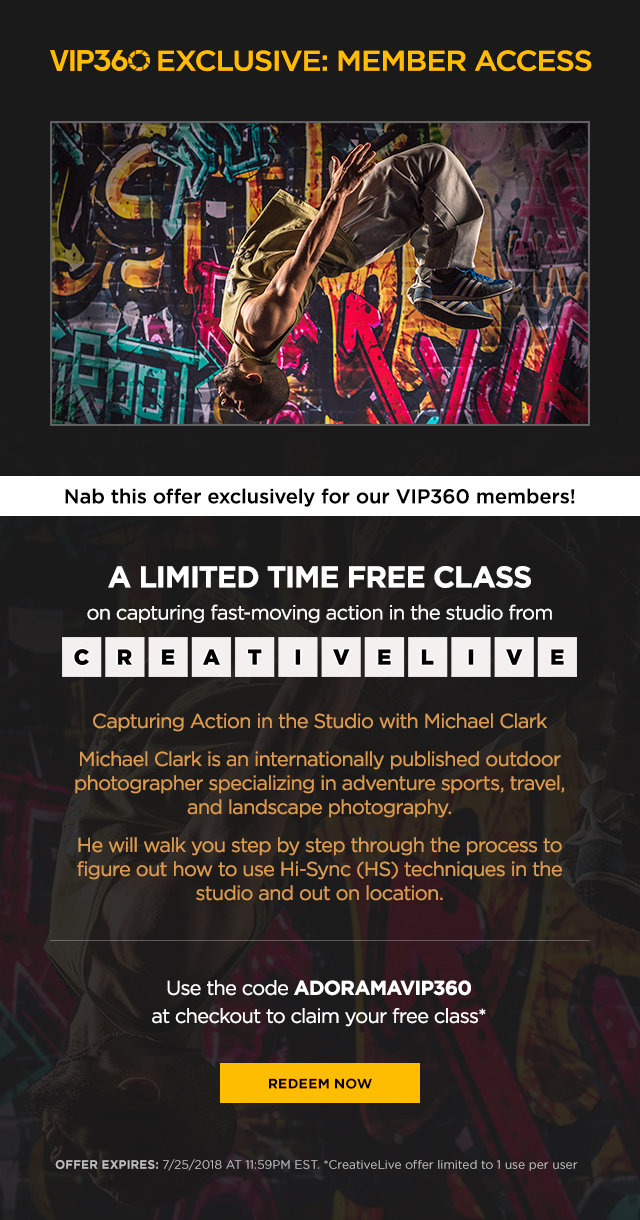 VIP360 EXCLUSIVE: MEMBER ACCESS
Nab this offer exclusively for our VIP360 members!
A LIMITED TIME FREE CLASS
on capturing fast-moving action in the studio from
CREATIVELIVE
Capturing Action in the Studio with Michael Clark
Michael Clark is an internationally published outdoor
photographer specializing in adventure sports, travel,
and landscape photography.
He will walk you step by step through the process to
figure out how to use Hi-Sync (HS) techniques in the
studio and out on location.
Use the code ADORAMAVIP360
at checkout to claim your free class*
REDEEM NOW
OFFER EXPIRES: 7/25/2018 AT 11:59PM EST. *CreativeLive offer limited to 1 use per user